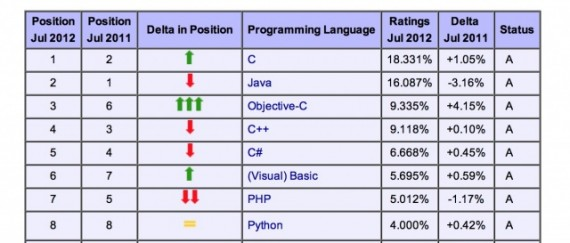 Position Jul 2012 Position Jul 2011 Delta in Position Programming Language Ratings Jul 2012 Delta Jul 2011 Status
1 2 C 18.331% +1.05% A
2 1 Java 16.087% -3.16% A
3 6 Objective-C 9.335% +4.15% A
4 3 C++ 9.118% +0.10% A
5 4 C# 6.668% +0.45% A
6 7 (Visual) Basic 5.695% +0.59% A
7 5 PHP 5.012% -1.17% A
8 8 = Python 4.000% +0.42% A